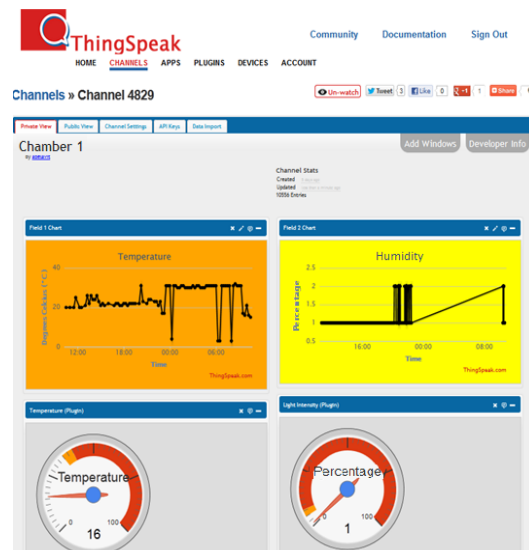 ThingSpeak
Community Documentation Sign Out
HOME CHANNELS APPS PLUGINS DEVICES ACCOUNT
Channels » Channel 4829
Un-watch Tweet 3 Like 0 +1 1 Share
Private View Public View Channel Settings API Keys Data Import
Chamber 1
by
Add Windows Developer Info
Channel Stats
Created
Updated
10556 Entries
Field 1 Chart
Temperature
40
20
0
Degrees Celcius (°C)
12:00 18:00 00:00 06:00
Time
ThingSpeak.com
Field 2 Chart
Humidity
2.5
2
1.5
1
0.5
Percentage
16:00 00:00 08:00
Time
ThingSpeak.com
Temperature (Plugin)
Temperature
0 100
16
Light Intensity (Plugin)
Percentage
0 100
1